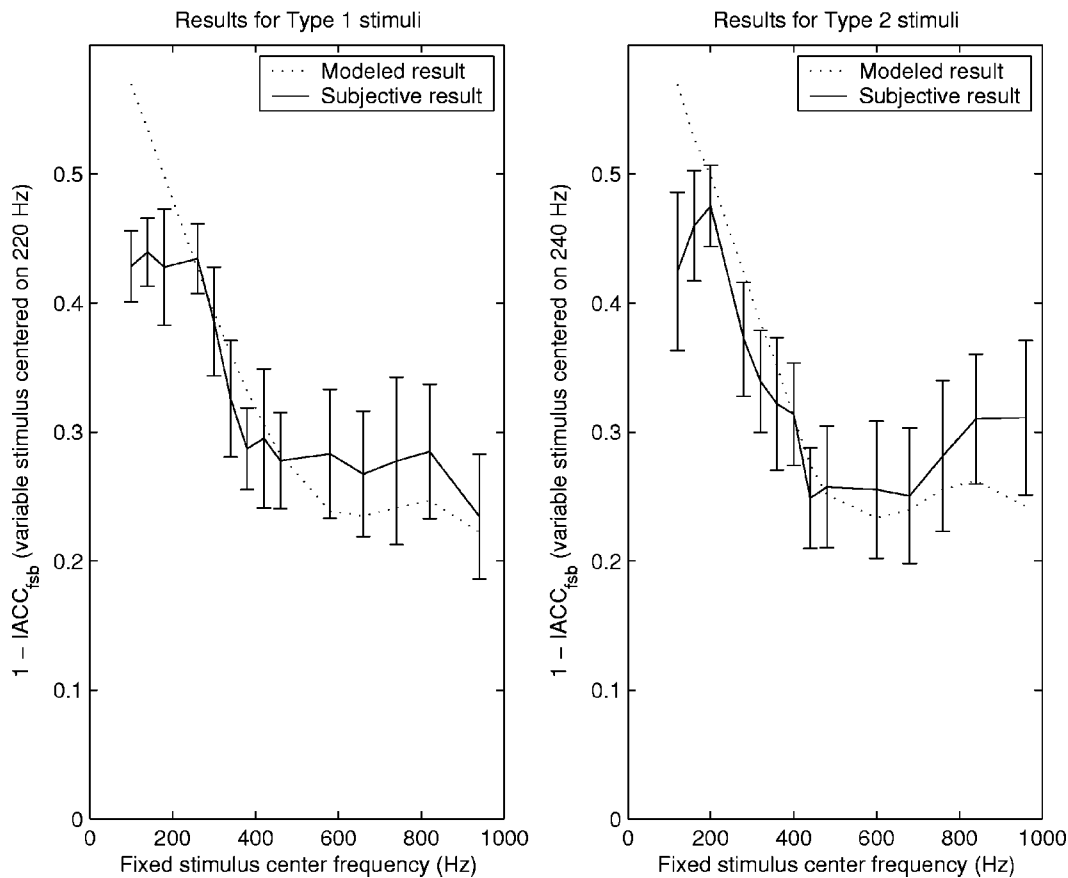 Results for Type 1 stimuli
Modeled result
Subjective result
1 − IACC_fsb (variable stimulus centered on 220 Hz)
0.5
0.4
0.3
0.2
0.1
0
0 200 400 600 800 1000
Fixed stimulus center frequency (Hz)
Results for Type 2 stimuli
Modeled result
Subjective result
1 − IACC_fsb (variable stimulus centered on 240 Hz)
0.5
0.4
0.3
0.2
0.1
0
0 200 400 600 800 1000
Fixed stimulus center frequency (Hz)